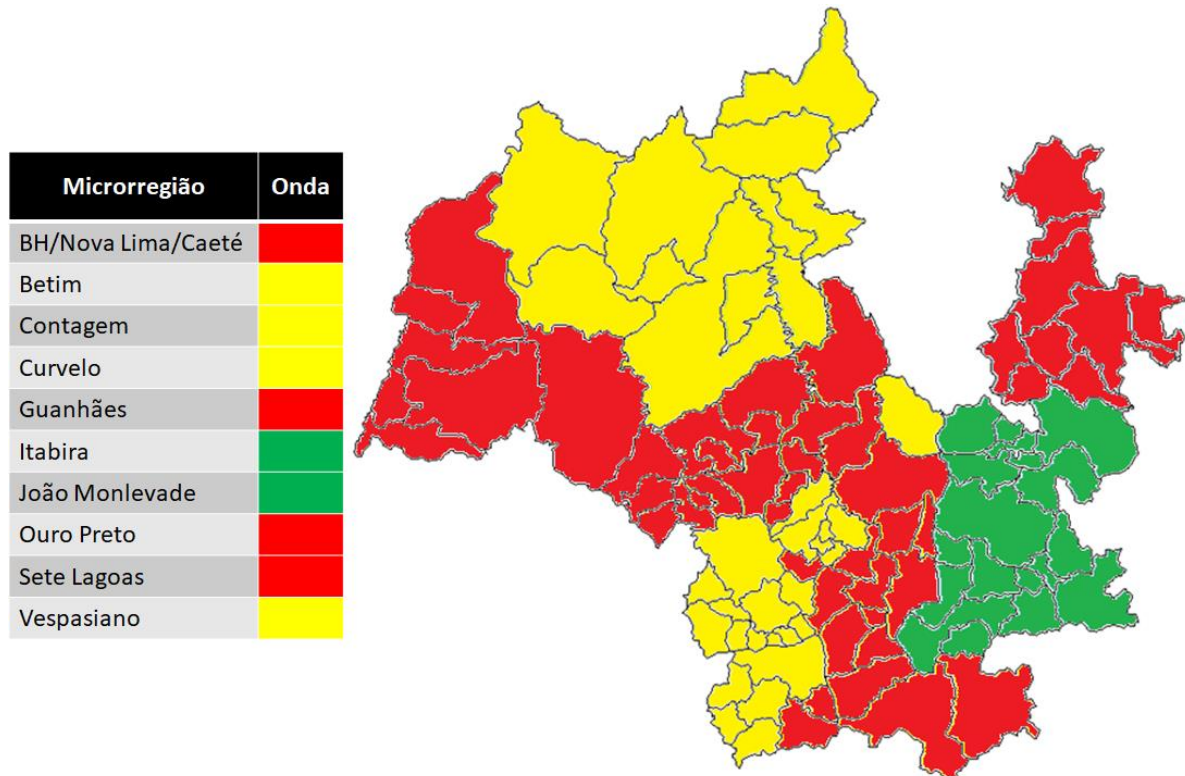 Microrregião Onda
BH/Nova Lima/Caeté
Betim
Contagem
Curvelo
Guanhães
Itabira
João Monlevade
Ouro Preto
Sete Lagoas
Vespasiano